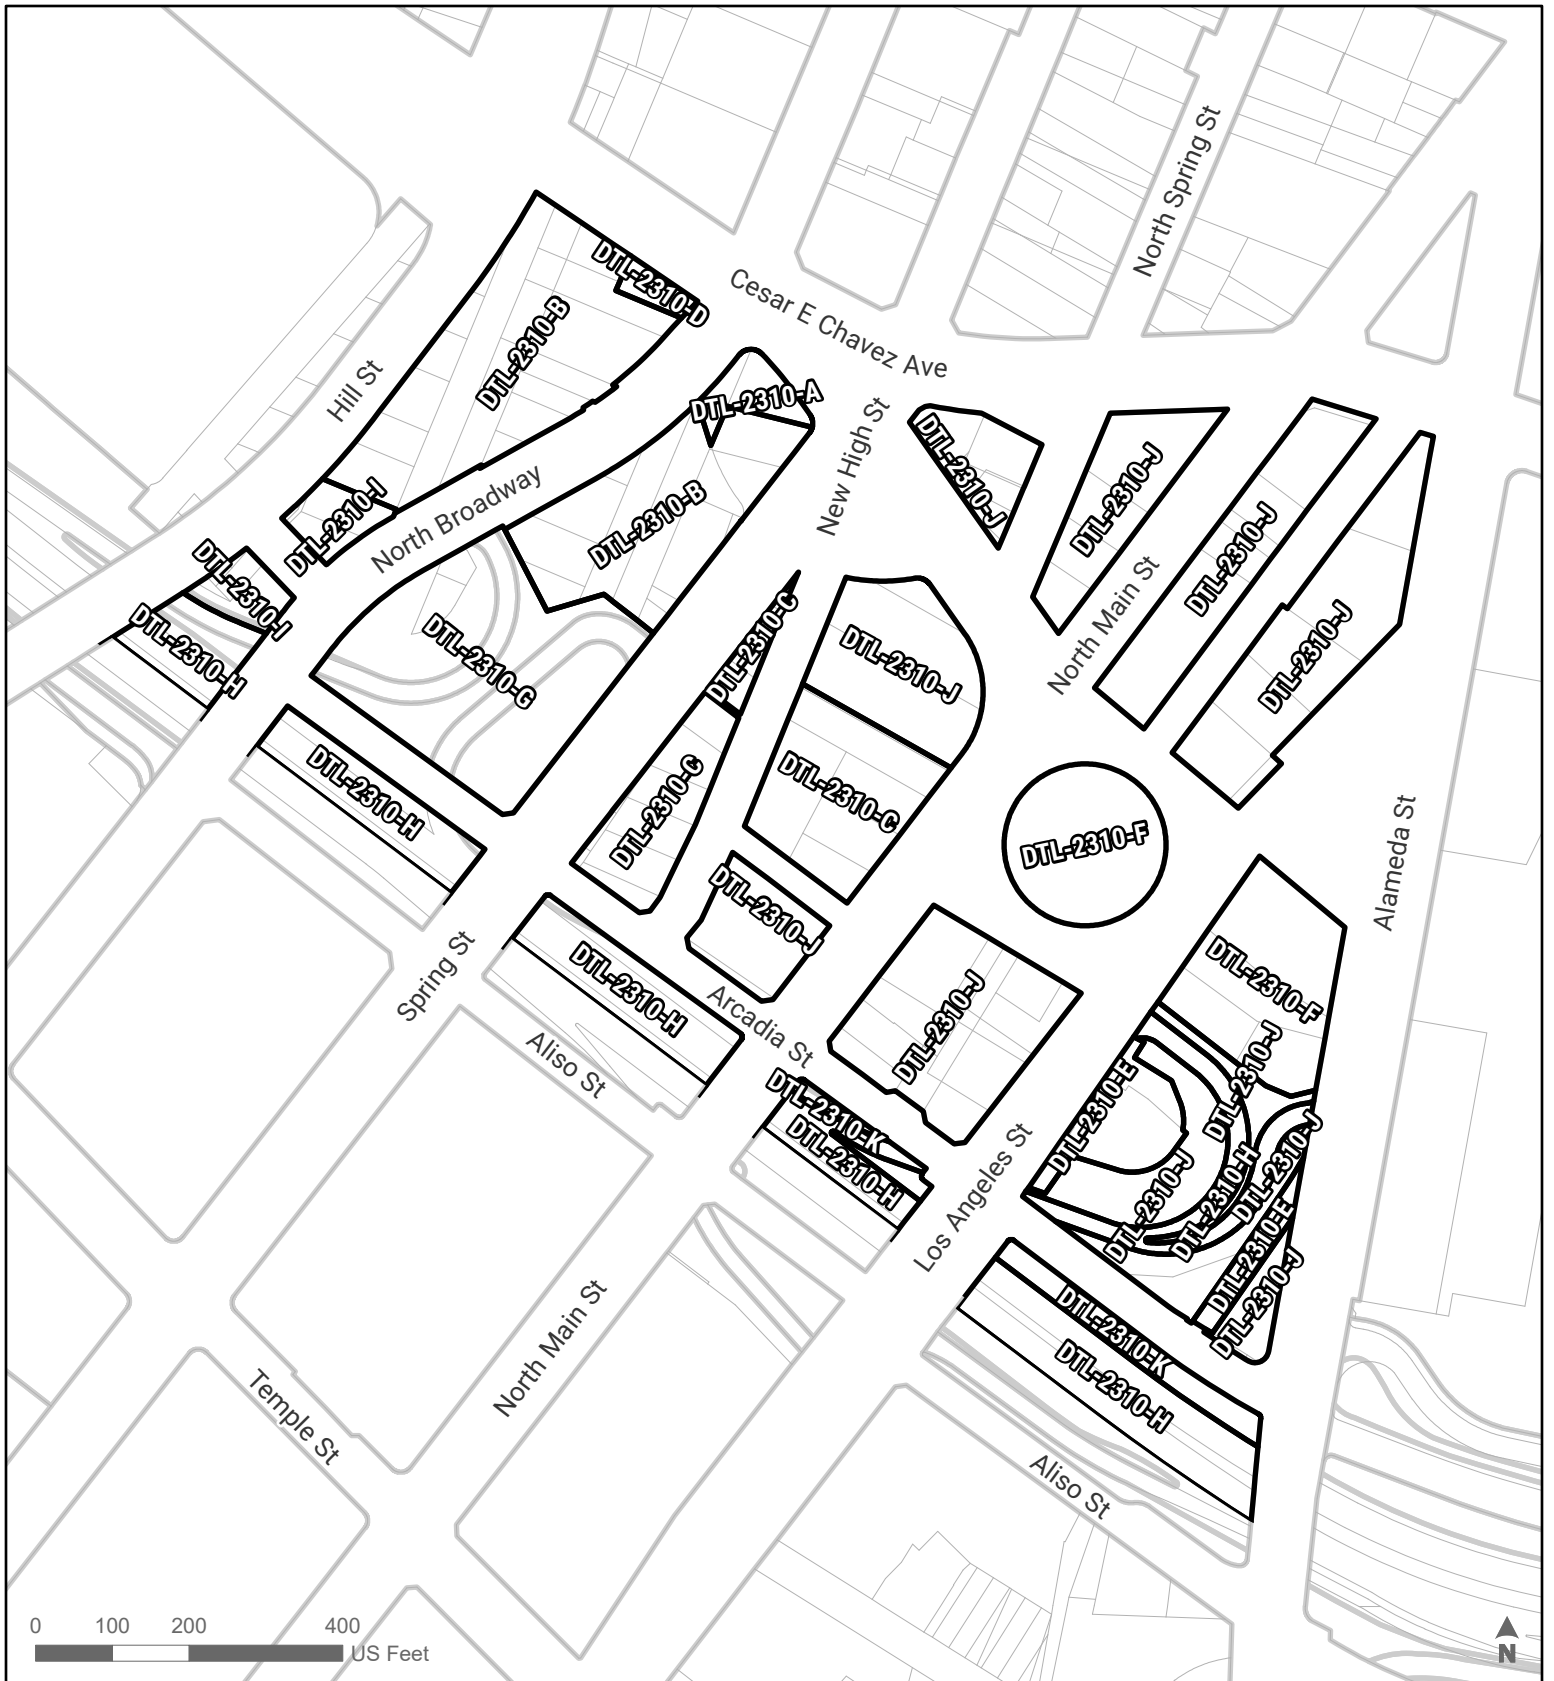 North Spring St
DTL-2310-D
Cesar E Chavez Ave
DTL-2310-B
Hill St
DTL-2310-A
New High St
DTL-2310-J
DTL-2310-J
DTL-2310-I
North Broadway
DTL-2310-B
DTL-2310-J
DTL-2310-I
DTL-2310-H
DTL-2310-G
DTL-2310-C
DTL-2310-J
North Main St
DTL-2310-J
DTL-2310-H
DTL-2310-C
DTL-2310-C
DTL-2310-F
Alameda St
DTL-2310-J
Spring St
DTL-2310-H
Arcadia St
DTL-2310-J
DTL-2310-F
Aliso St
DTL-2310-K
DTL-2310-H
Los Angeles St
DTL-2310-E
DTL-2310-J
DTL-2310-J
DTL-2310-H
DTL-2310-J
DTL-2310-E
DTL-2310-J
DTL-2310-K
DTL-2310-H
North Main St
Temple St
Aliso St
0 100 200 400
US Feet
N